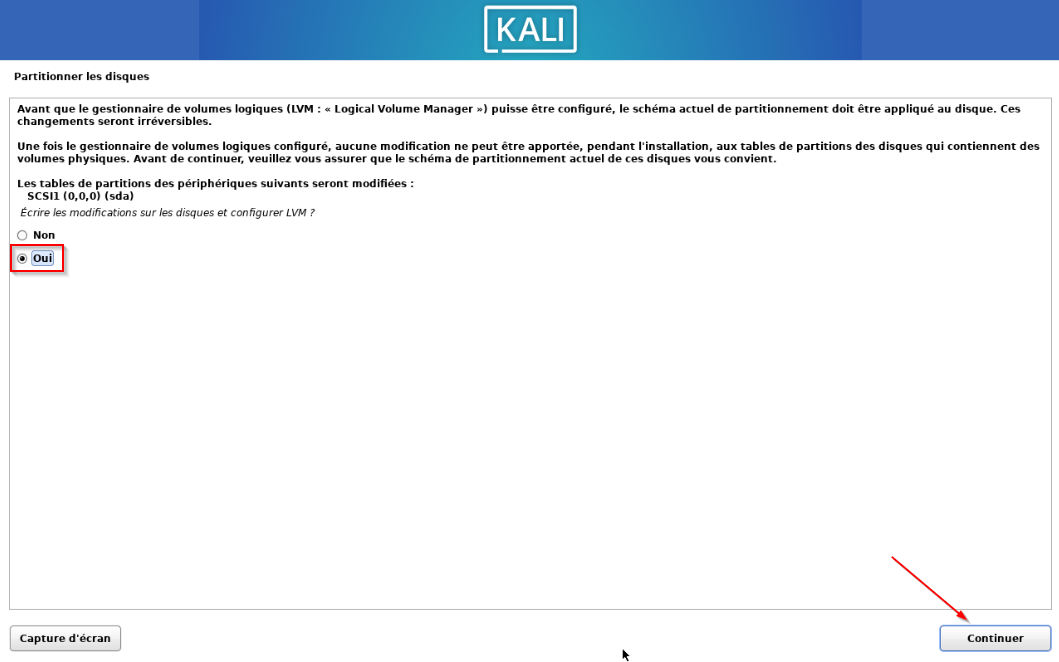 KALI
Partitionner les disques
Avant que le gestionnaire de volumes logiques (LVM : « Logical Volume Manager ») puisse être configuré, le schéma actuel de partitionnement doit être appliqué au disque. Ces
changements seront irréversibles.
Une fois le gestionnaire de volumes logiques configuré, aucune modification ne peut être apportée, pendant l'installation, aux tables de partitions des disques qui contiennent des
volumes physiques. Avant de continuer, veuillez vous assurer que le schéma de partitionnement actuel de ces disques vous convient.
Les tables de partitions des périphériques suivants seront modifiées :
SCSI1 (0,0,0) (sda)
Écrire les modifications sur les disques et configurer LVM ?
Non
Oui
Capture d'écran
Continuer